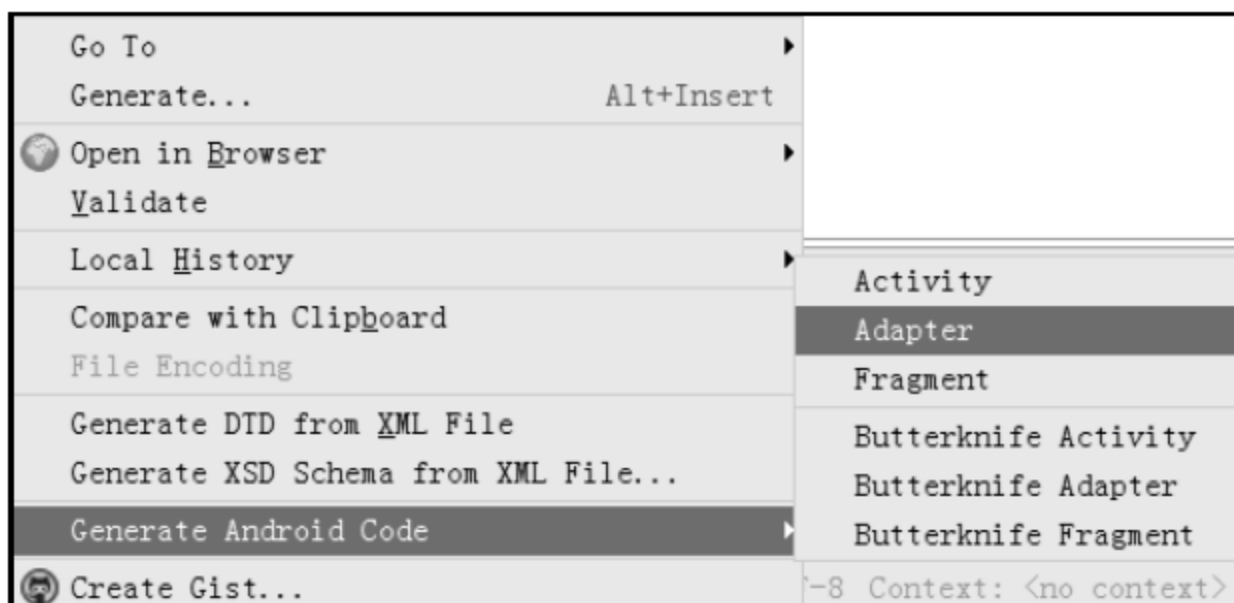 Go To
Generate... Alt+Insert
Open in Browser
Validate
Local History
Compare with Clipboard
File Encoding
Generate DTD from XML File
Generate XSD Schema from XML File...
Generate Android Code
Create Gist...
Activity
Adapter
Fragment
Butterknife Activity
Butterknife Adapter
Butterknife Fragment
-8 Context: <no context>